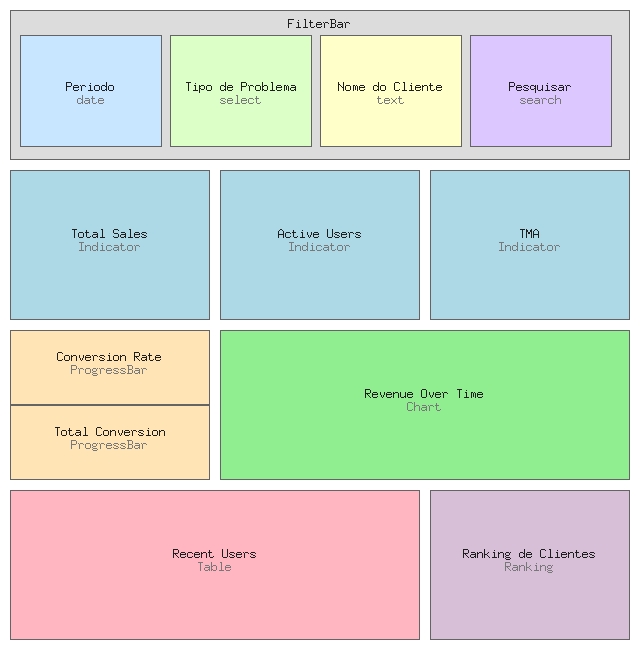 FilterBar
Periodo
date
Tipo de Problema
select
Nome do Cliente
text
Pesquisar
search
Total Sales
Indicator
Active Users
Indicator
TMA
Indicator
Conversion Rate
ProgressBar
Total Conversion
ProgressBar
Revenue Over Time
Chart
Recent Users
Table
Ranking de Clientes
Ranking